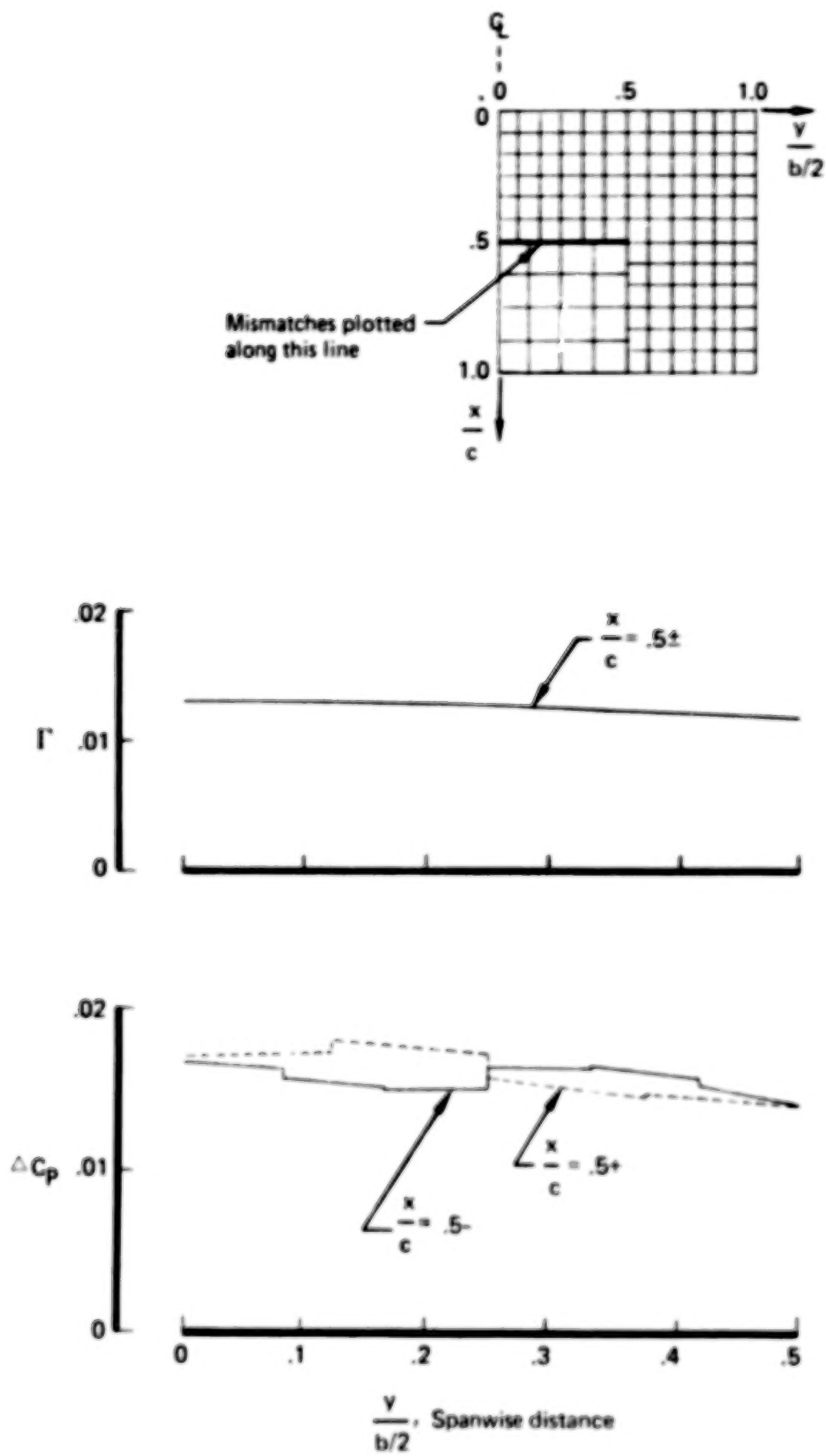 C̲L
. 0 .5 1.0
0
y
b/2
.5
Mismatches plotted
along this line
1.0
x
c
.02
x
c
= .5±
Γ .01
0
.02
△Cp .01
x
c
= .5+
x
c
= .5-
0
0 .1 .2 .3 .4 .5
y
b/2
, Spanwise distance